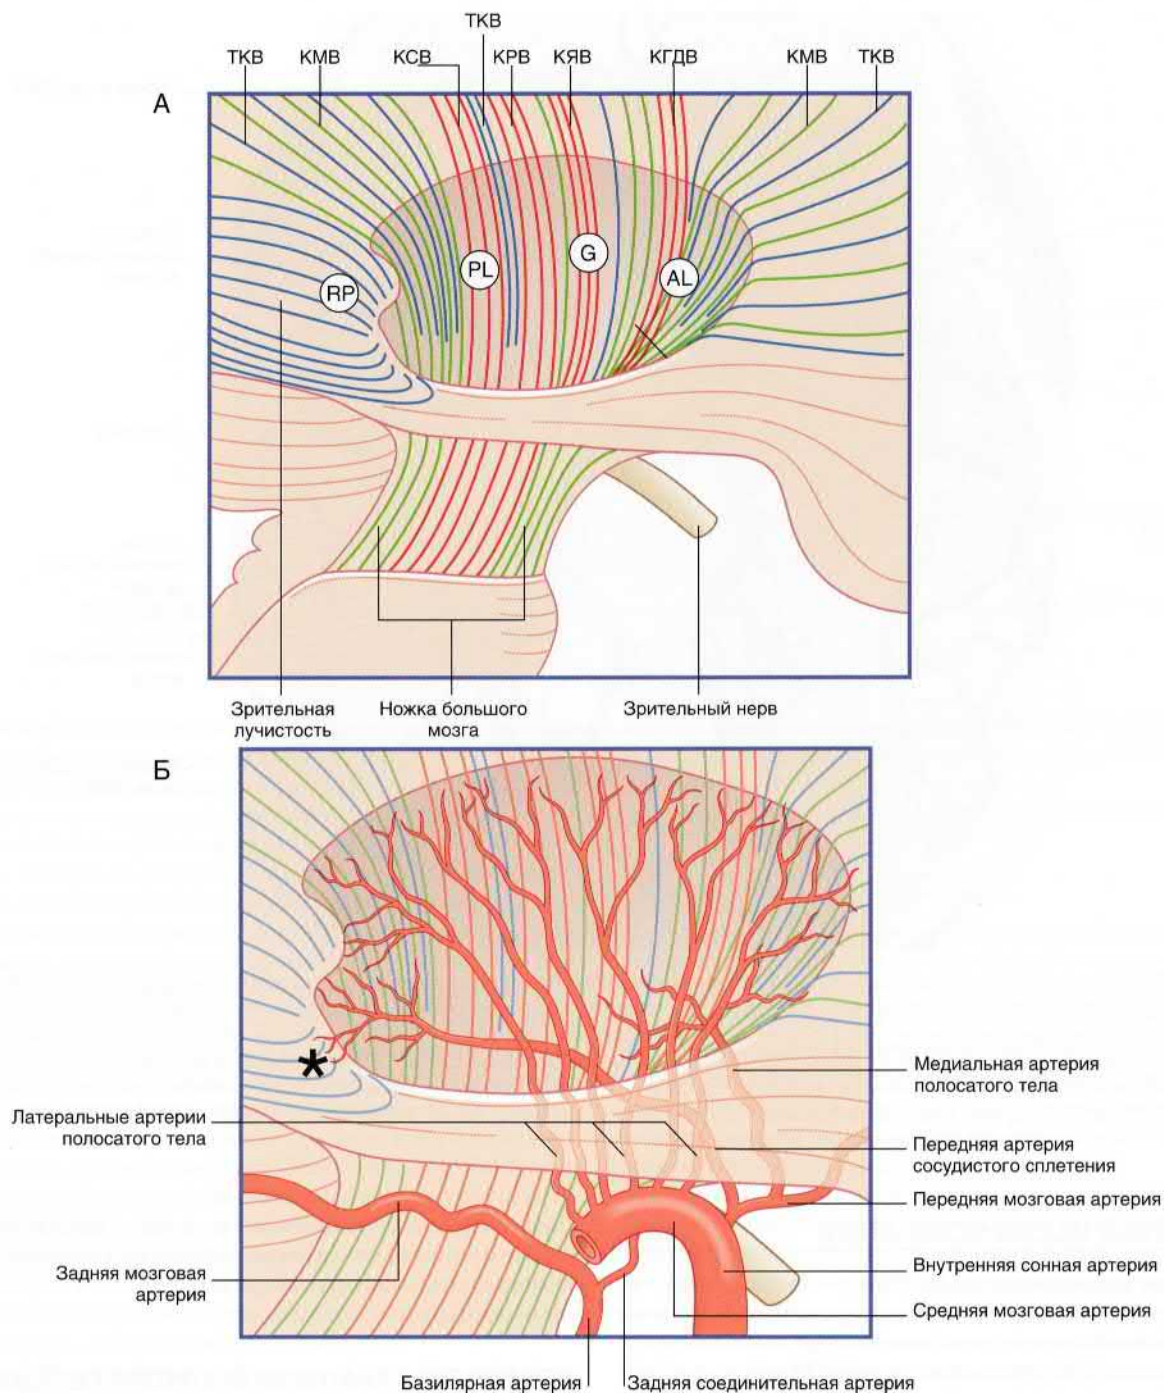 ТКВ
ТКВ КМВ КСВ КРВ КЯВ КГДВ КМВ ТКВ
А
G
PL
AL
RP
Зрительная
лучистость
Ножка большого
мозга
Зрительный нерв
Б
*
Медиальная артерия
полосатого тела
Латеральные артерии
полосатого тела
Передняя артерия
сосудистого сплетения
Передняя мозговая артерия
Задняя мозговая
артерия
Внутренняя сонная артерия
Средняя мозговая артерия
Базилярная артерия
Задняя соединительная артерия